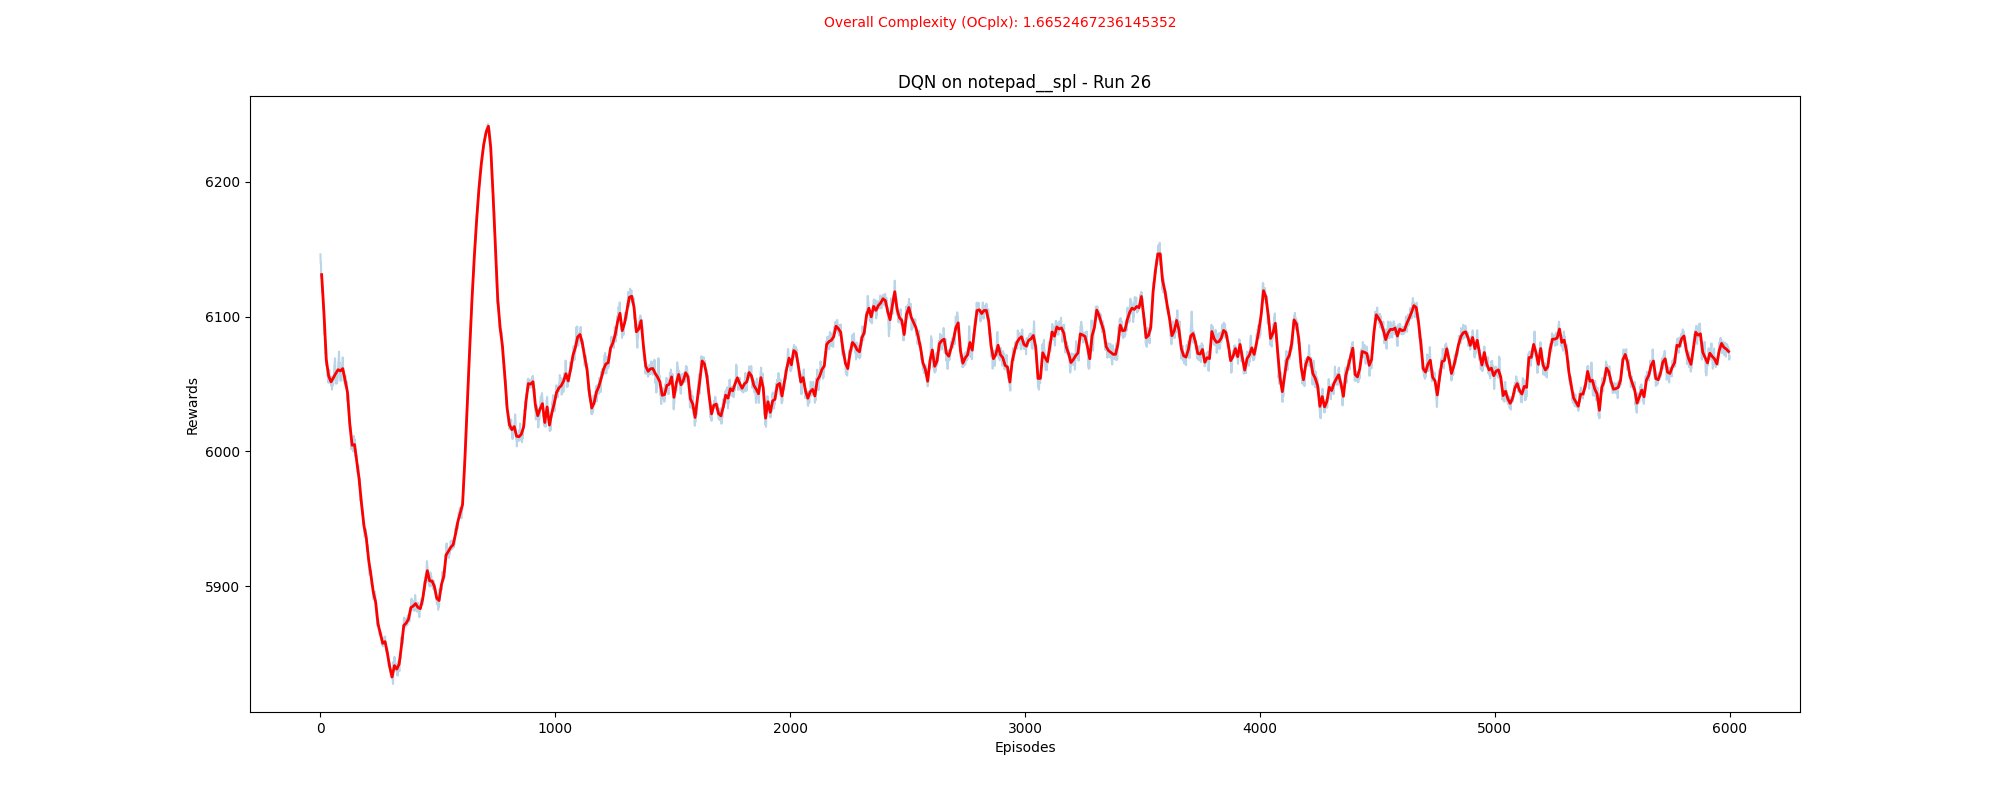 Overall Complexity (OCplx): 1.6652467236145352
DQN on notepad__spl - Run 26
Rewards
6200
6100
6000
5900
0 1000 2000 3000 4000 5000 6000
Episodes